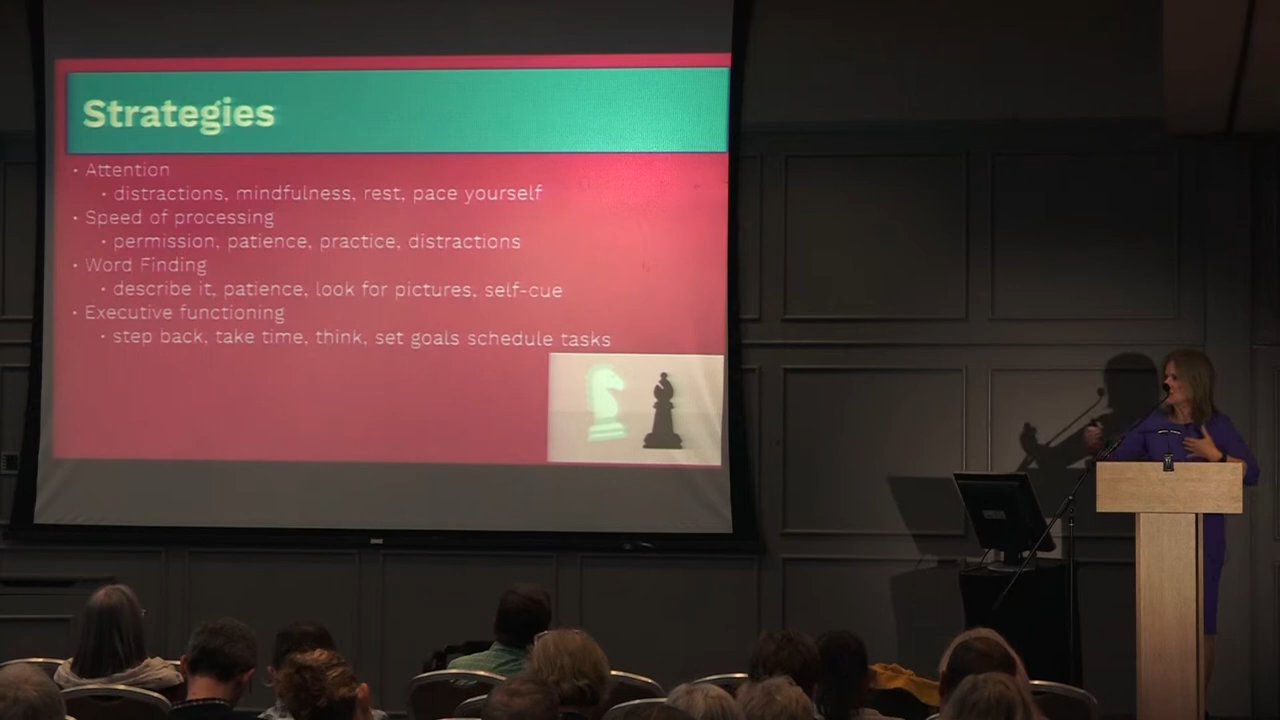 Strategies
• Attention
• distractions, mindfulness, rest, pace yourself
• Speed of processing
• permission, patience, practice, distractions
• Word Finding
• describe it, patience, look for pictures, self-cue
• Executive functioning
• step back, take time, think, set goals schedule tasks